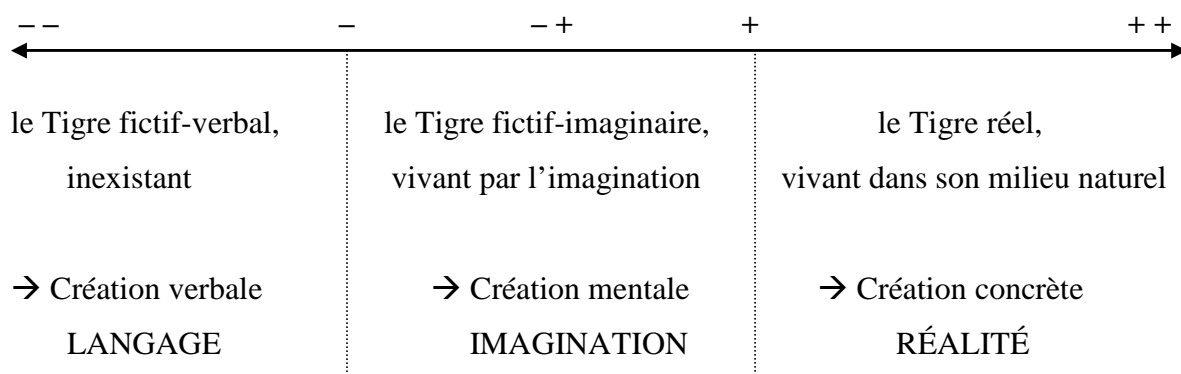 – – – – + + + +
le Tigre fictif-verbal, le Tigre fictif-imaginaire, le Tigre réel,
inexistant vivant par l’imagination vivant dans son milieu naturel
→ Création verbale → Création mentale → Création concrète
LANGAGE IMAGINATION RÉALITÉ